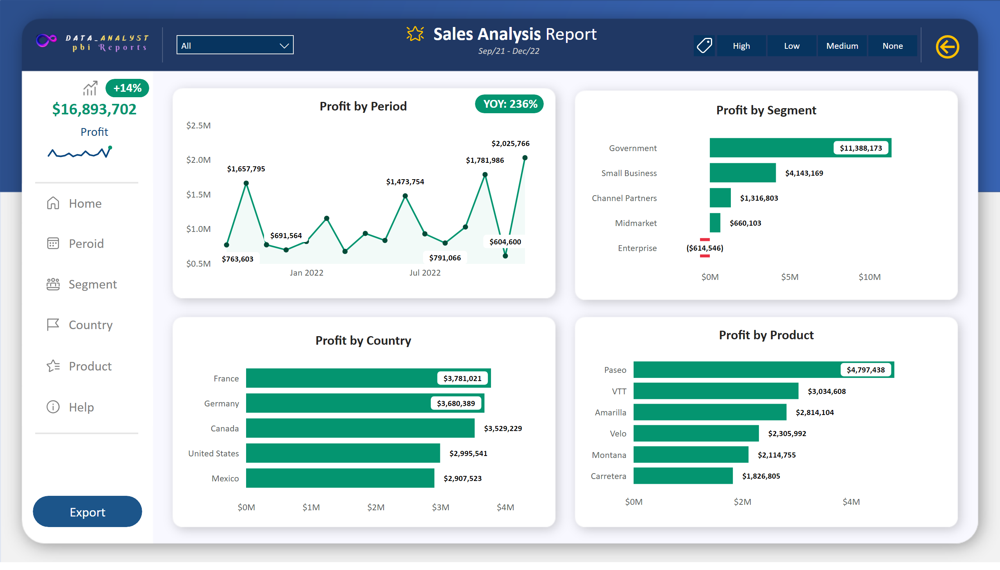 DATA_ANALYST
pbi Reports
All
Sales Analysis Report
Sep/21 - Dec/22
High
Low
Medium
None
+14%
$16,893,702
Profit
Home
Peroid
Segment
Country
Product
Help
Export
Profit by Period
YOY: 236%
$2.5M
$2.0M
$1.5M
$1.0M
$0.5M
$763,603
$1,657,795
$691,564
$1,473,754
$791,066
$1,781,986
$604,600
$2,025,766
Jan 2022
Jul 2022
Profit by Segment
Government $11,388,173
Small Business $4,143,169
Channel Partners $1,316,803
Midmarket $660,103
Enterprise ($614,546)
$0M $5M $10M
Profit by Country
France $3,781,021
Germany $3,680,389
Canada $3,529,229
United States $2,995,541
Mexico $2,907,523
$0M $1M $2M $3M $4M
Profit by Product
Paseo $4,797,438
VTT $3,034,608
Amarilla $2,814,104
Velo $2,305,992
Montana $2,114,755
Carretera $1,826,805
$0M $2M $4M